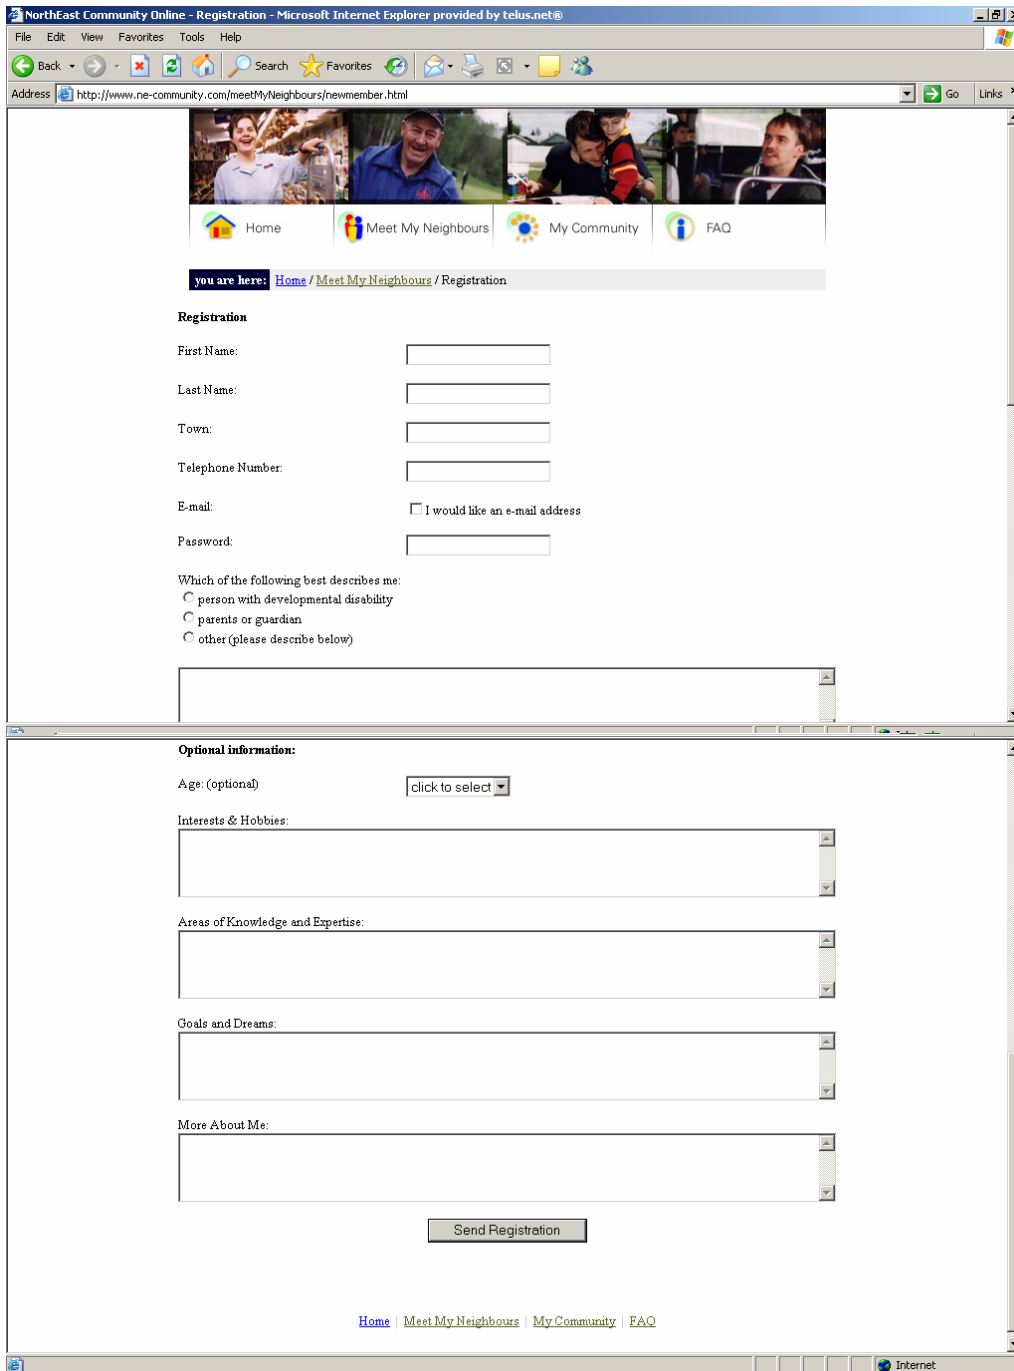 NorthEast Community Online - Registration - Microsoft Internet Explorer provided by telus.net®
File Edit View Favorites Tools Help
Back Search Favorites
Address http://www.ne-community.com/meetMyNeighbours/newmember.html Go Links
Home Meet My Neighbours My Community FAQ
you are here: Home / Meet My Neighbours / Registration
Registration
First Name:
Last Name:
Town:
Telephone Number:
E-mail: I would like an e-mail address
Password:
Which of the following best describes me:
person with developmental disability
parents or guardian
other (please describe below)
Optional information:
Age: (optional) click to select
Interests & Hobbies:
Areas of Knowledge and Expertise:
Goals and Dreams:
More About Me:
Send Registration
Home | Meet My Neighbours | My Community | FAQ
Internet